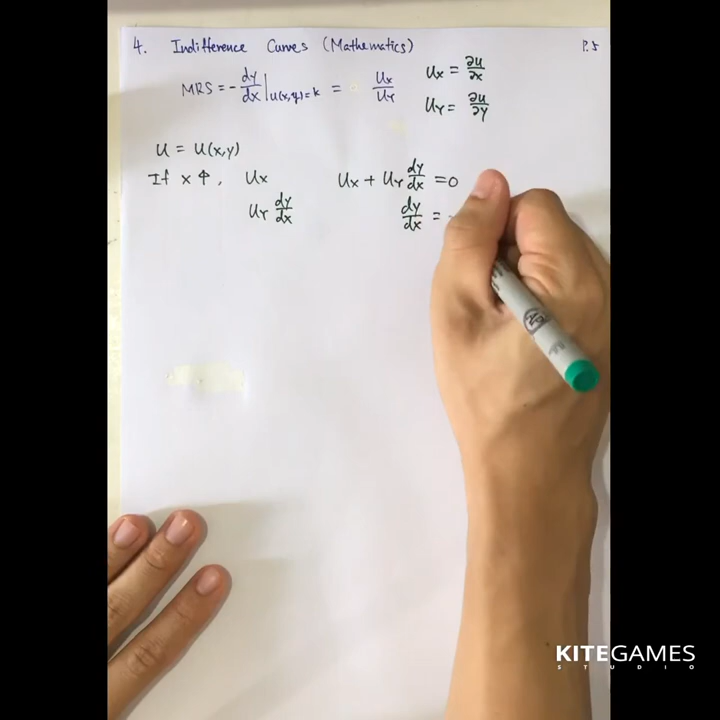 4. Indifference Curves (Mathematics) P.5
MRS = - dy/dx |U(x,y)=k = Ux/UY
Ux = ∂u/∂x
UY = ∂u/∂y
U = U(x,y)
If x ↑, Ux Ux + UY dy/dx = 0
UY dy/dx dy/dx = -
KITEGAMES
STUDIO